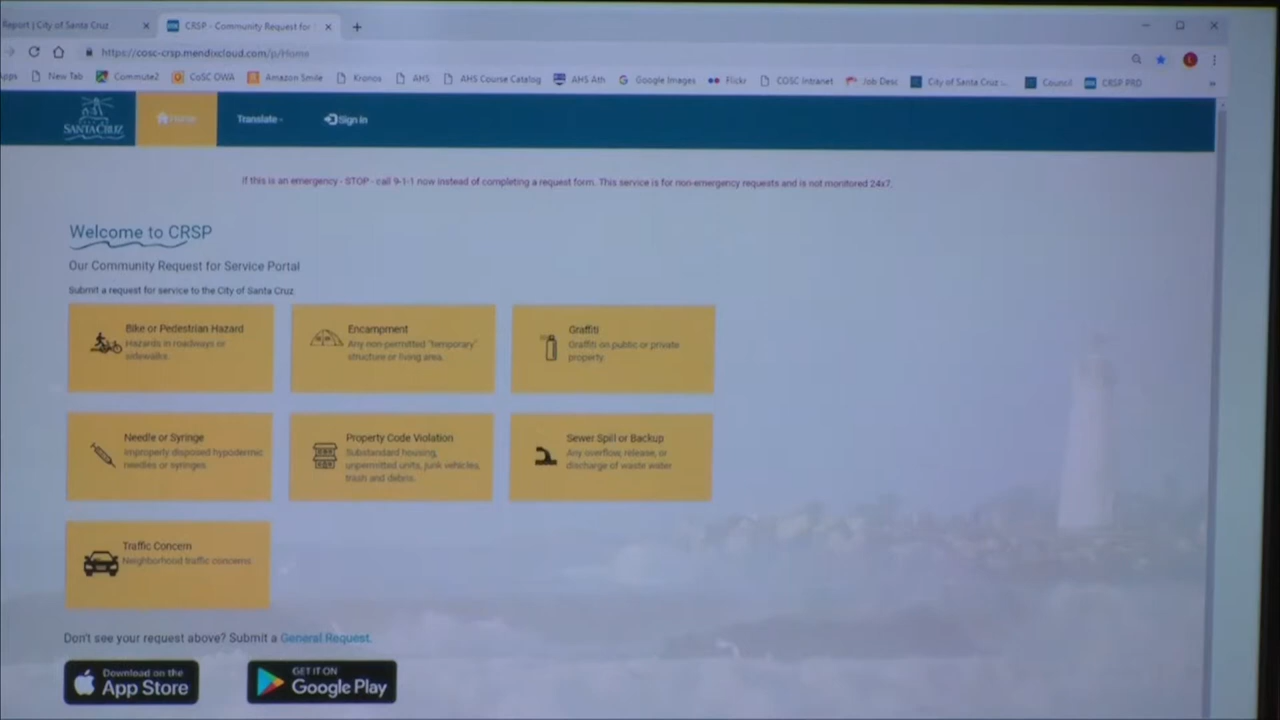 Report | City of Santa Cruz
CRSP - Community Request for
https://cosc-crsp.mendixcloud.com/p/Home
Apps New Tab Commute2 CoSC OWA Amazon Smile Kronos AHS AHS Course Catalog AHS Ath Google Images Flickr COSC Intranet Job Desc City of Santa Cruz :... Council CRSP PRD
CITY OF
SANTA CRUZ
Home Translate Sign in
If this is an emergency - STOP - call 9-1-1 now instead of completing a request form. This service is for non-emergency requests and is not monitored 24x7.
Welcome to CRSP
Our Community Request for Service Portal
Submit a request for service to the City of Santa Cruz
Bike or Pedestrian Hazard
Hazards in roadways or
sidewalks.
Encampment
Any non-permitted "temporary"
structure or living area.
Graffiti
Graffiti on public or private
property.
Needle or Syringe
Improperly disposed hypodermic
needles or syringes.
Property Code Violation
Substandard housing,
unpermitted units, junk vehicles,
trash and debris.
Sewer Spill or Backup
Any overflow, release, or
discharge of waste water
Traffic Concern
Neighborhood traffic concerns.
Don't see your request above? Submit a General Request.
Download on the
App Store
GET IT ON
Google Play